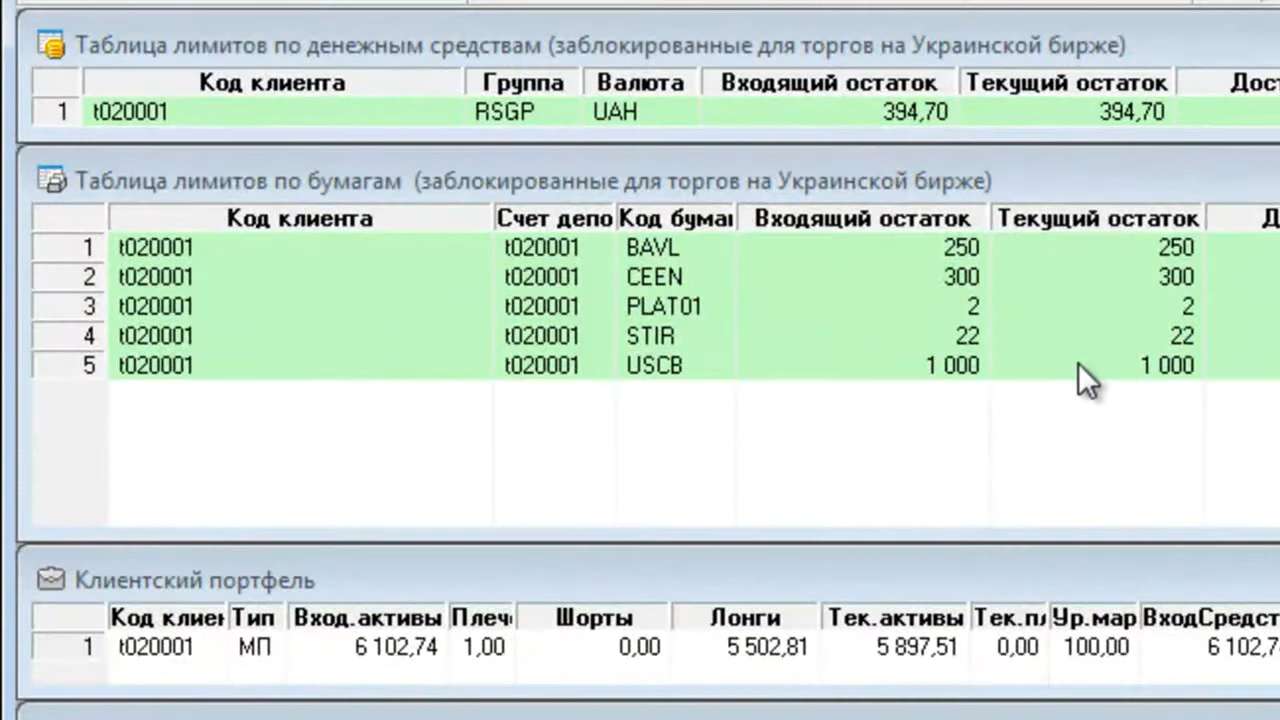 Таблица лимитов по денежным средствам (заблокированные для торгов на Украинской бирже)
Код клиента Группа Валюта Входящий остаток Текущий остаток Дос
1 t020001 RSGP UAH 394,70 394,70
Таблица лимитов по бумагам (заблокированные для торгов на Украинской бирже)
Код клиента Счет депо Код бума Входящий остаток Текущий остаток Д
1 t020001 t020001 BAVL 250 250
2 t020001 t020001 CEEN 300 300
3 t020001 t020001 PLAT01 2 2
4 t020001 t020001 STIR 22 22
5 t020001 t020001 USCB 1 000 1 000
Клиентский портфель
Код клиен Тип Вход.активы Плеч Шорты Лонги Тек.активы Тек.пл Ур.мар ВходСредст
1 t020001 МП 6 102,74 1,00 0,00 5 502,81 5 897,51 0,00 100,00 6 102,7